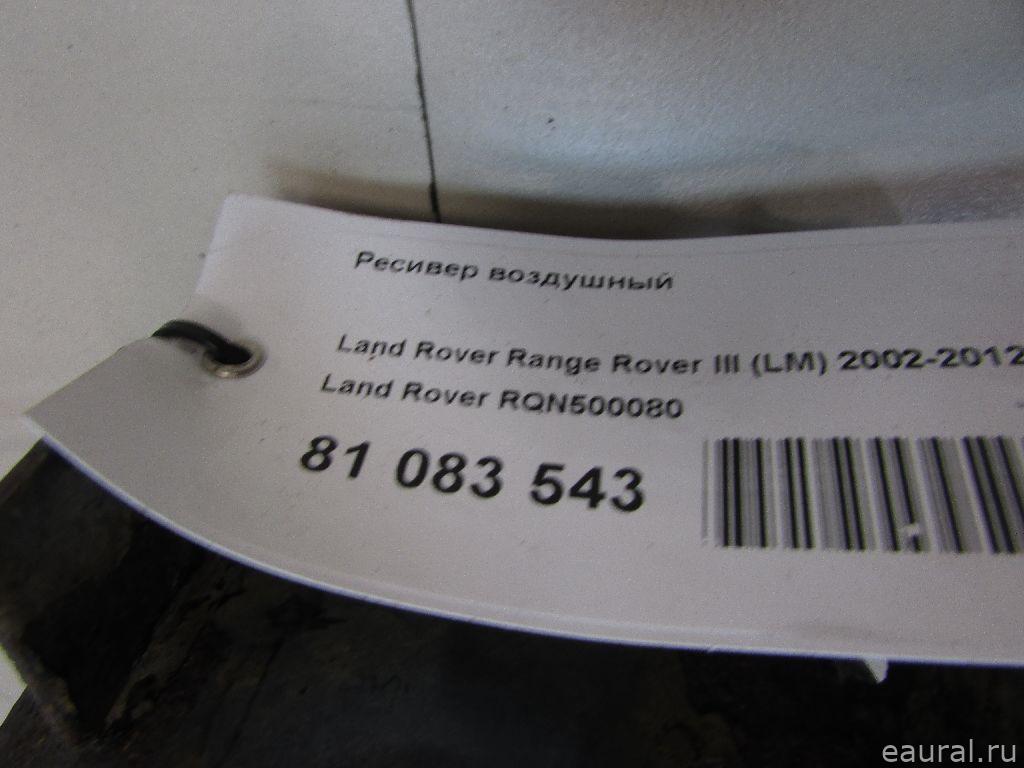 Ресивер воздушный
Land Rover Range Rover III (LM) 2002-2012
Land Rover RQN500080
81 083 543
eaural.ru